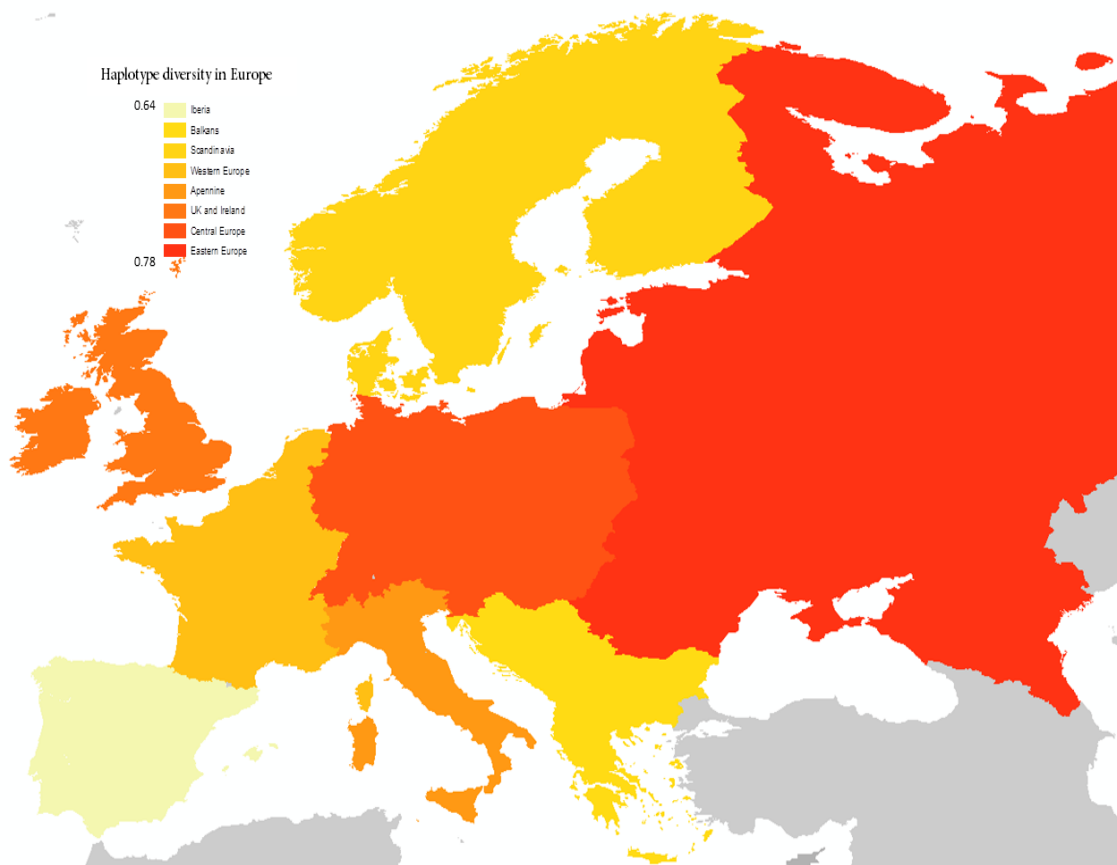 Haplotype diversity in Europe
0.64
Iberia
Balkans
Scandinavia
Western Europe
Apennine
UK and Ireland
Central Europe
Eastern Europe
0.78